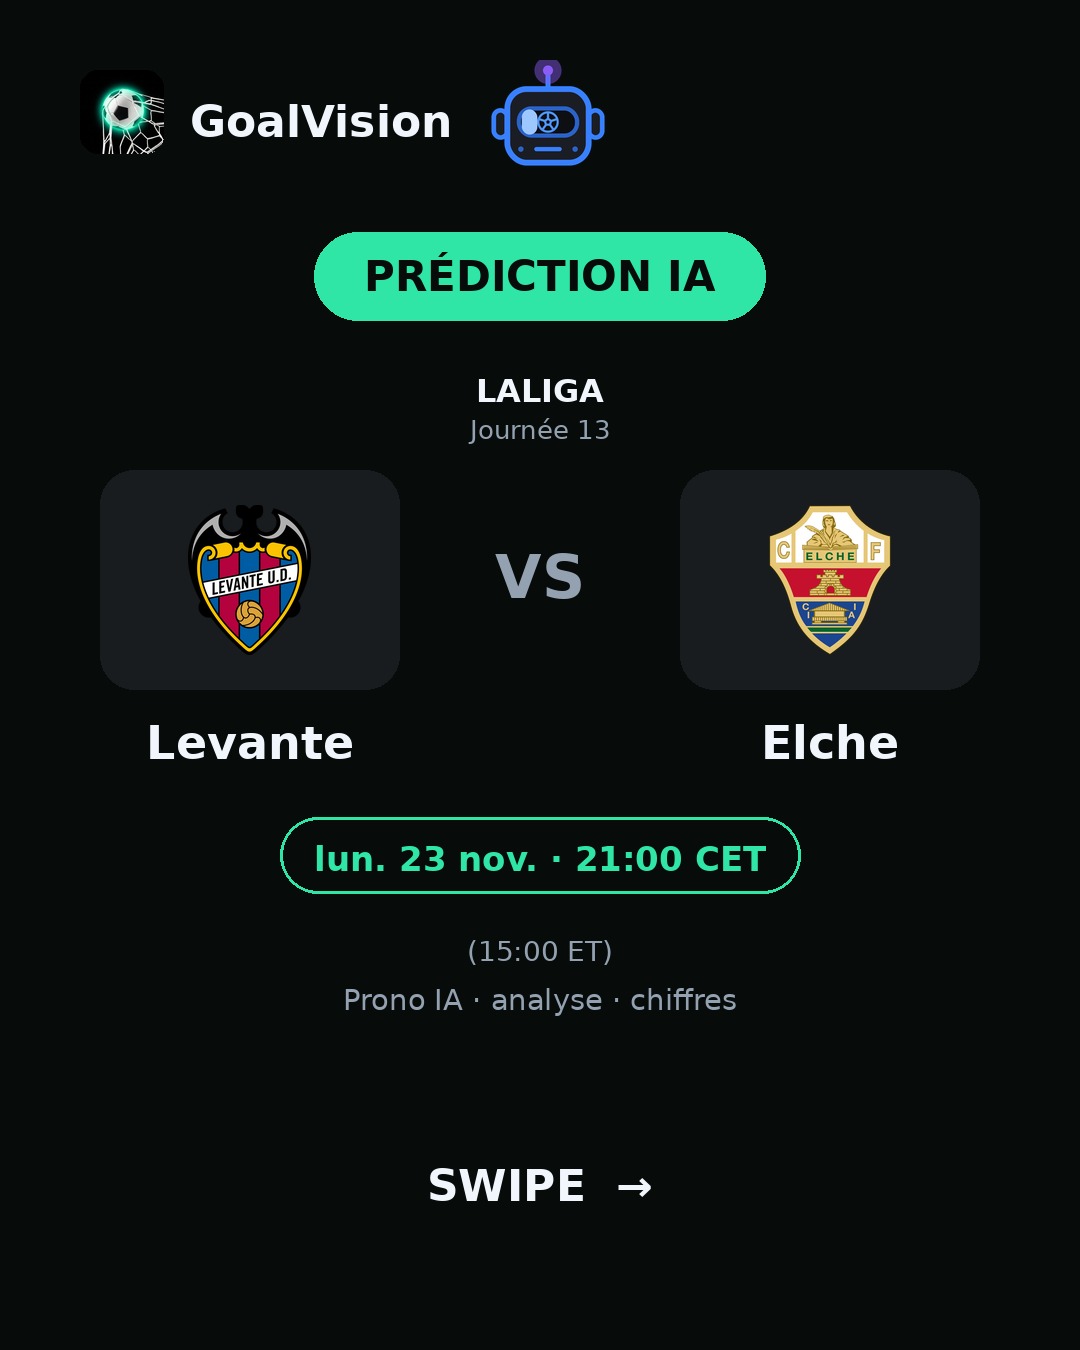 GoalVision
PRÉDICTION IA
LALIGA
Journée 13
LEVANTE U.D.
VS
C F
ELCHE
C I
I A
Levante
Elche
lun. 23 nov. · 21:00 CET
(15:00 ET)
Prono IA · analyse · chiffres
SWIPE →